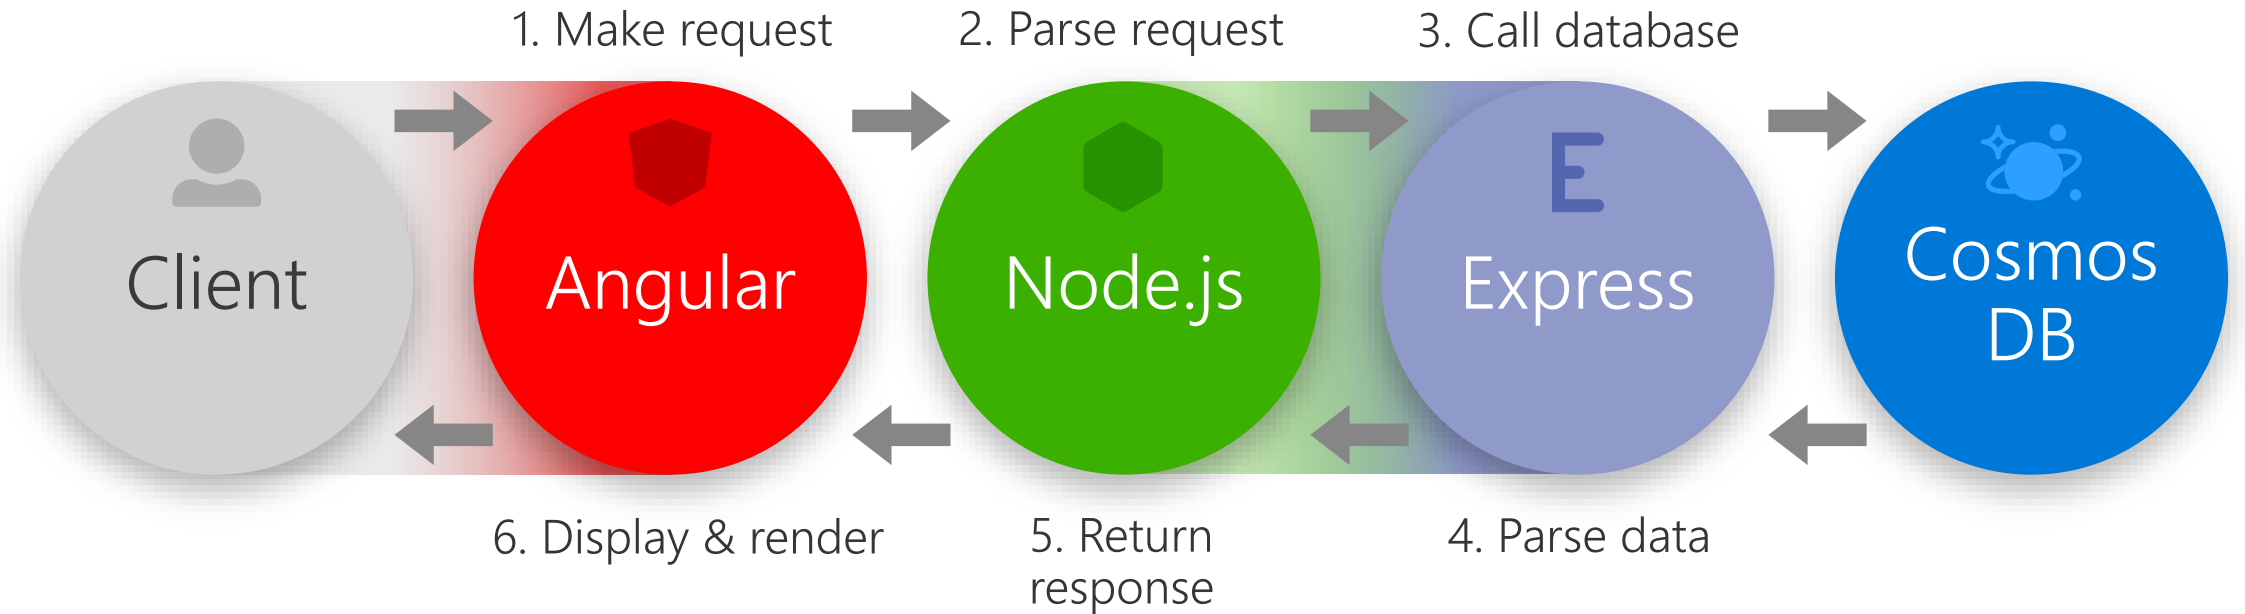 1. Make request
2. Parse request
3. Call database
Client
Angular
Node.js
E
Express
Cosmos
DB
6. Display & render
5. Return
response
4. Parse data